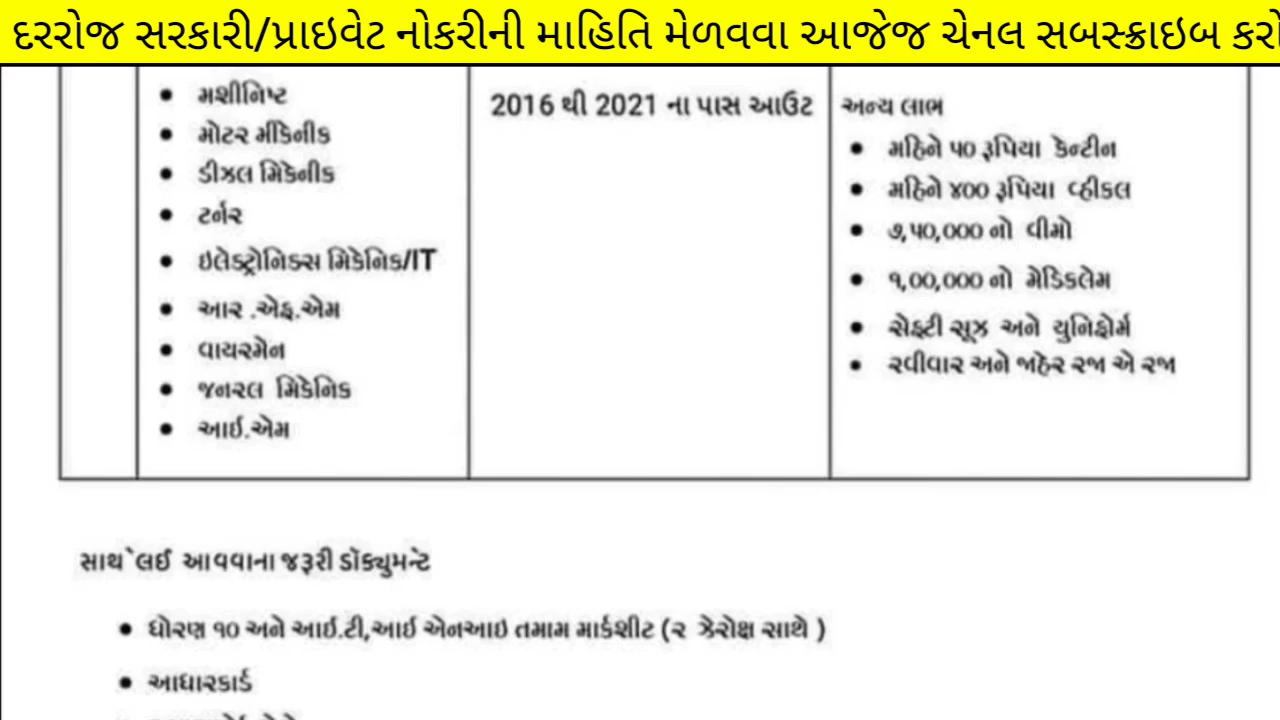 દરરોજ સરકારી/પ્રાઇવેટ નોકરીની માહિતિ મેળવવા આજેજ ચેનલ સબસ્ક્રાઇબ કરો
• મશીનિષ્ટ
• મોટર મીકેનીક
• ડીઝલ મિકેનીક
• ટર્નર
• ઇલેક્ટ્રોનિક્સ મિકેનિક/IT
• આર .એફ.એમ
• વાયરમેન
• જનરલ મિકેનિક
• આઈ.એમ
2016 થી 2021 ના પાસ આઉટ
અન્ય લાભ
• મહિને ૫૦ રૂપિયા કેન્ટીન
• મહિને ૪૦૦ રૂપિયા વ્હીકલ
• ૭,૫૦,૦૦૦ નો વીમો
• ૧,૦૦,૦૦૦ નો મેડિકલેમ
• સેફ્ટી સૂઝ અને યુનિફોર્મ
• રવીવાર અને જાહેર રજા એ રજા
સાથે લઈ આવવાના જરૂરી ડૉક્યુમન્ટે
• ધોરણ ૧૦ અને આઈ.ટી,આઈ એનઆઇ તમામ માર્કશીટ (૨ ઝેરોક્ષ સાથે )
• આધારકાર્ડ